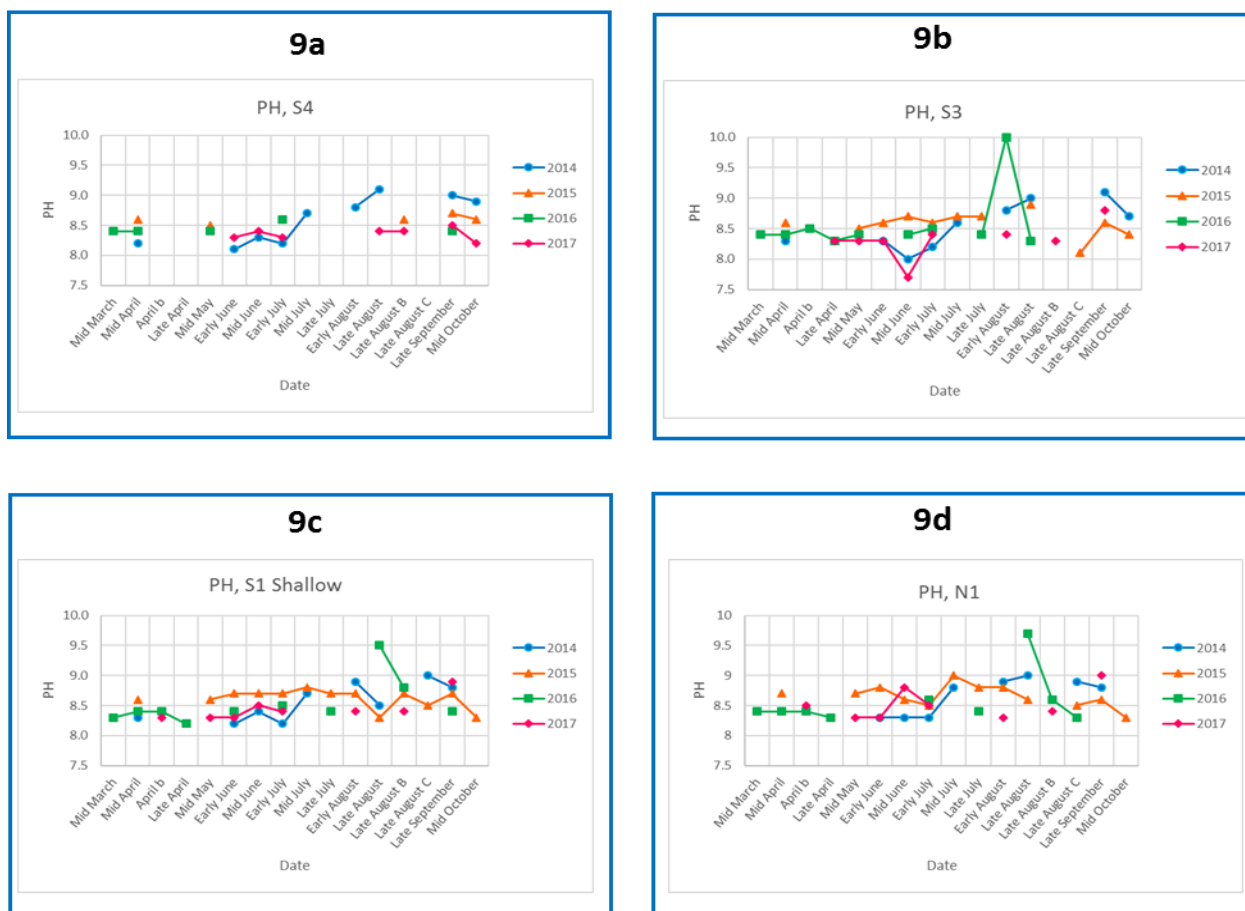 9a
PH, S4
10.0
9.5
9.0
8.5
8.0
7.5
PH
2014
2015
2016
2017
Mid March
Mid April
April b
Late April
Mid May
Early June
Mid June
Early July
Mid July
Late July
Early August
Late August
Late August B
Late August C
Late September
Mid October
Date
9b
PH, S3
10.0
9.5
9.0
8.5
8.0
7.5
PH
2014
2015
2016
2017
Mid March
Mid April
April b
Late April
Mid May
Early June
Mid June
Early July
Mid July
Late July
Early August
Late August
Late August B
Late August C
Late September
Mid October
Date
9c
PH, S1 Shallow
10.0
9.5
9.0
8.5
8.0
7.5
PH
2014
2015
2016
2017
Mid March
Mid April
April b
Late April
Mid May
Early June
Mid June
Early July
Mid July
Late July
Early August
Late August
Late August B
Late August C
Late September
Mid October
Date
9d
PH, N1
10
9.5
9
8.5
8
7.5
PH
2014
2015
2016
2017
Mid March
Mid April
April b
Late April
Mid May
Early June
Mid June
Early July
Mid July
Late July
Early August
Late August
Late August B
Late August C
Late September
Mid October
Date